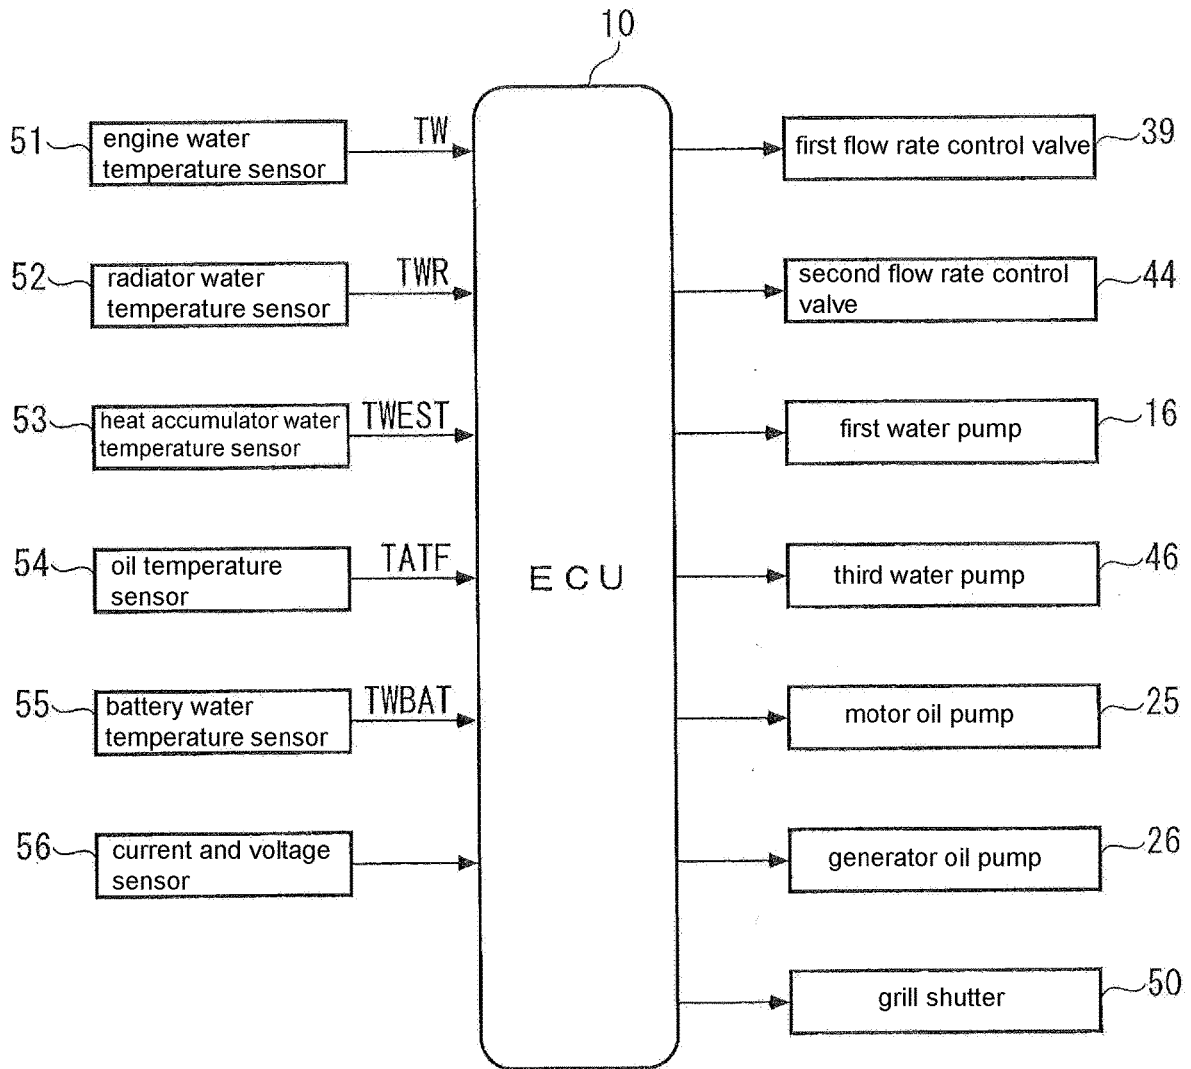 10
51
engine water
temperature sensor
TW
first flow rate control valve
39
52
radiator water
temperature sensor
TWR
second flow rate control
valve
44
53
heat accumulator water
temperature sensor
TWEST
first water pump
16
54
oil temperature
sensor
TATF
ECU
third water pump
46
55
battery water
temperature sensor
TWBAT
motor oil pump
25
56
current and voltage
sensor
generator oil pump
26
grill shutter
50